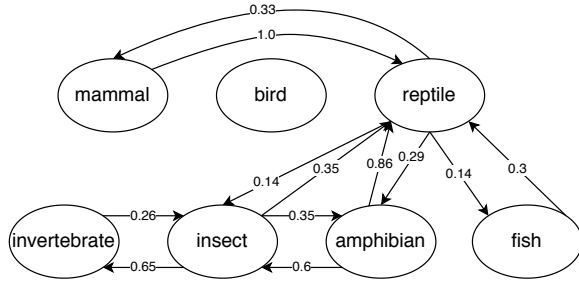 0.33
1.0
mammal bird reptile
0.14 0.35 0.86 0.29 0.14 0.3
0.26 0.35
invertebrate insect amphibian fish
0.65 0.6